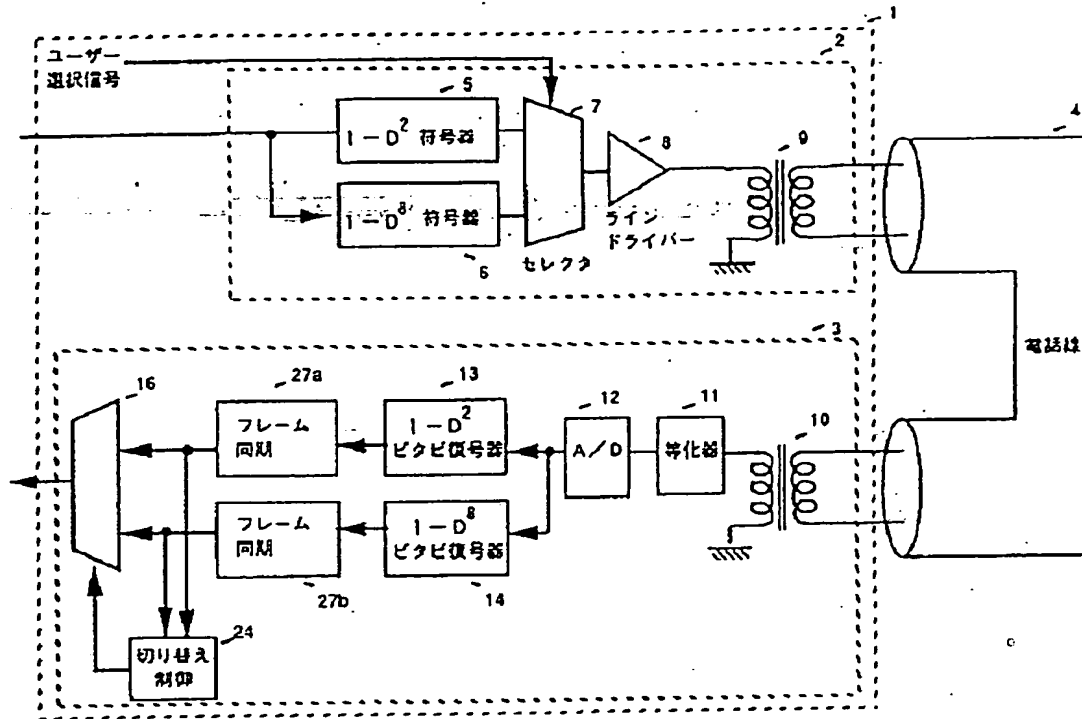 1
ユーザー
選択信号
2
5
1-D² 符号器
7
8
9
4
1-D⁸ 符号器
6
セレクタ
ライン
ドライバー
3
電話線
16
27a
フレーム
同期
13
1-D²
ビタビ復号器
12
A/D
11
等化器
10
フレーム
同期
27b
1-D⁸
ビタビ復号器
14
24
切り替え
制御